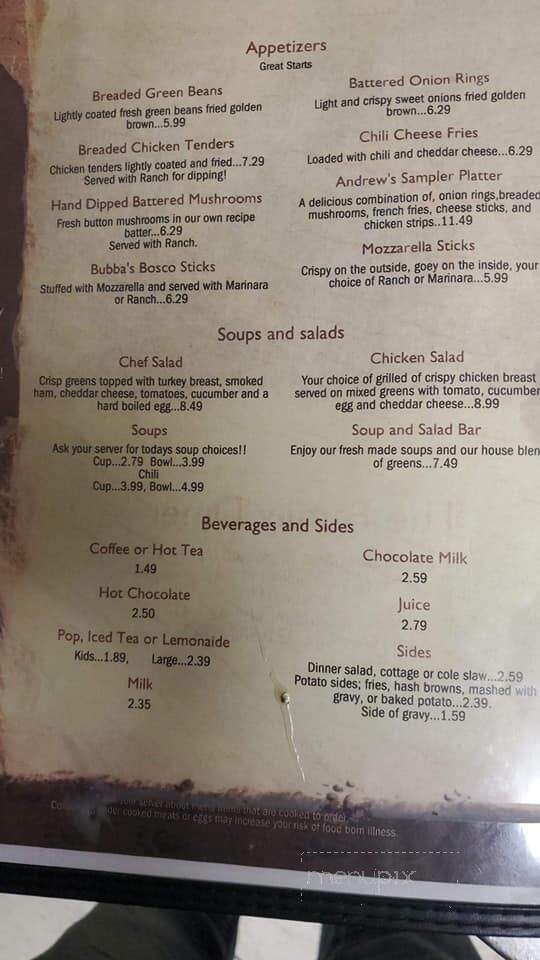 Appetizers
Great Starts
Breaded Green Beans
Lightly coated fresh green beans fried golden
brown...5.99
Breaded Chicken Tenders
Chicken tenders lightly coated and fried...7.29
Served with Ranch for dipping!
Hand Dipped Battered Mushrooms
Fresh button mushrooms in our own recipe
batter...6.29
Served with Ranch.
Bubba's Bosco Sticks
Stuffed with Mozzarella and served with Marinara
or Ranch...6.29
Battered Onion Rings
Light and crispy sweet onions fried golden
brown...6.29
Chili Cheese Fries
Loaded with chili and cheddar cheese...6.29
Andrew's Sampler Platter
A delicious combination of, onion rings,breaded
mushrooms, french fries, cheese sticks, and
chicken strips..11.49
Mozzarella Sticks
Crispy on the outside, goey on the inside, your
choice of Ranch or Marinara...5.99
Soups and salads
Chef Salad
Crisp greens topped with turkey breast, smoked
ham, cheddar cheese, tomatoes, cucumber and a
hard boiled egg...8.49
Soups
Ask your server for todays soup choices!!
Cup...2.79 Bowl...3.99
Chili
Cup...3.99, Bowl...4.99
Chicken Salad
Your choice of grilled of crispy chicken breast
served on mixed greens with tomato, cucumber
egg and cheddar cheese...8.99
Soup and Salad Bar
Enjoy our fresh made soups and our house blen
of greens...7.49
Beverages and Sides
Coffee or Hot Tea
1.49
Hot Chocolate
2.50
Pop, Iced Tea or Lemonaide
Kids...1.89, Large...2.39
Milk
2.35
Chocolate Milk
2.59
Juice
2.79
Sides
Dinner salad, cottage or cole slaw...2.59
Potato sides; fries, hash browns, mashed with
gravy, or baked potato...2.39.
Side of gravy...1.59
your server about menu items that are cooked to order.
cooked meats or eggs may increase your risk of food born illness.
menupix